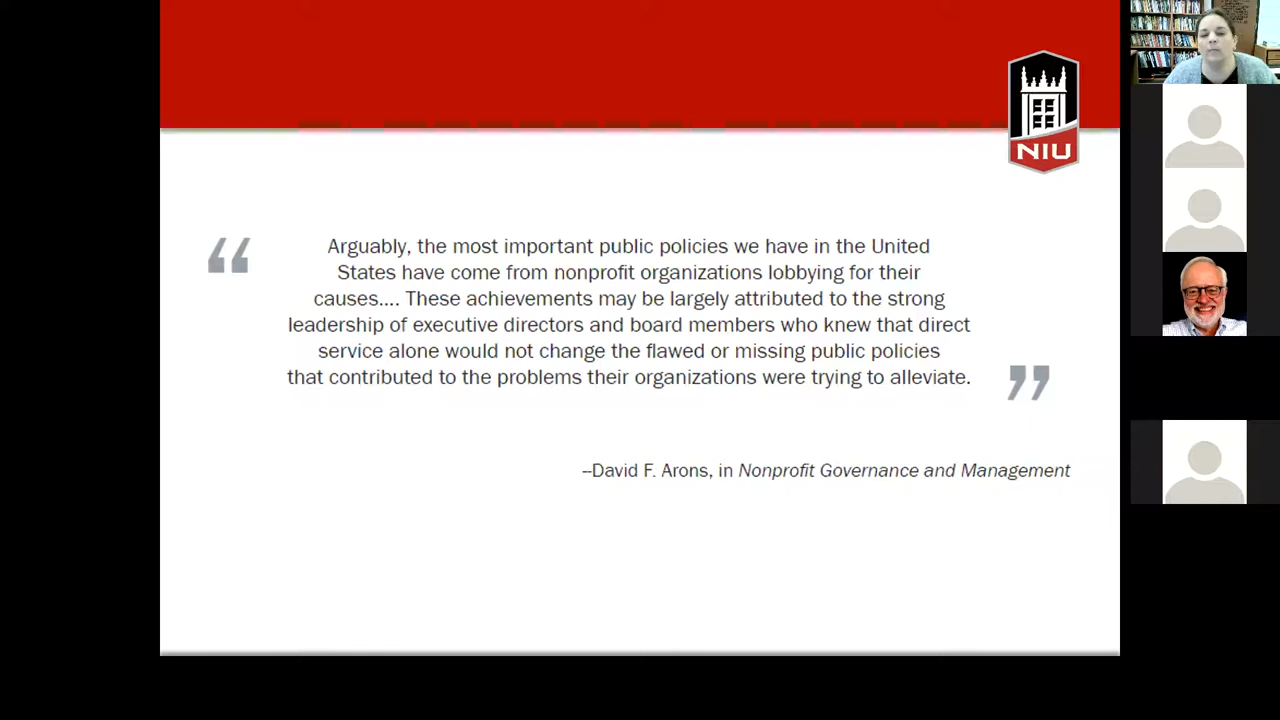 NIU
“ Arguably, the most important public policies we have in the United
States have come from nonprofit organizations lobbying for their
causes.... These achievements may be largely attributed to the strong
leadership of executive directors and board members who knew that direct
service alone would not change the flawed or missing public policies
that contributed to the problems their organizations were trying to alleviate. ”
--David F. Arons, in Nonprofit Governance and Management